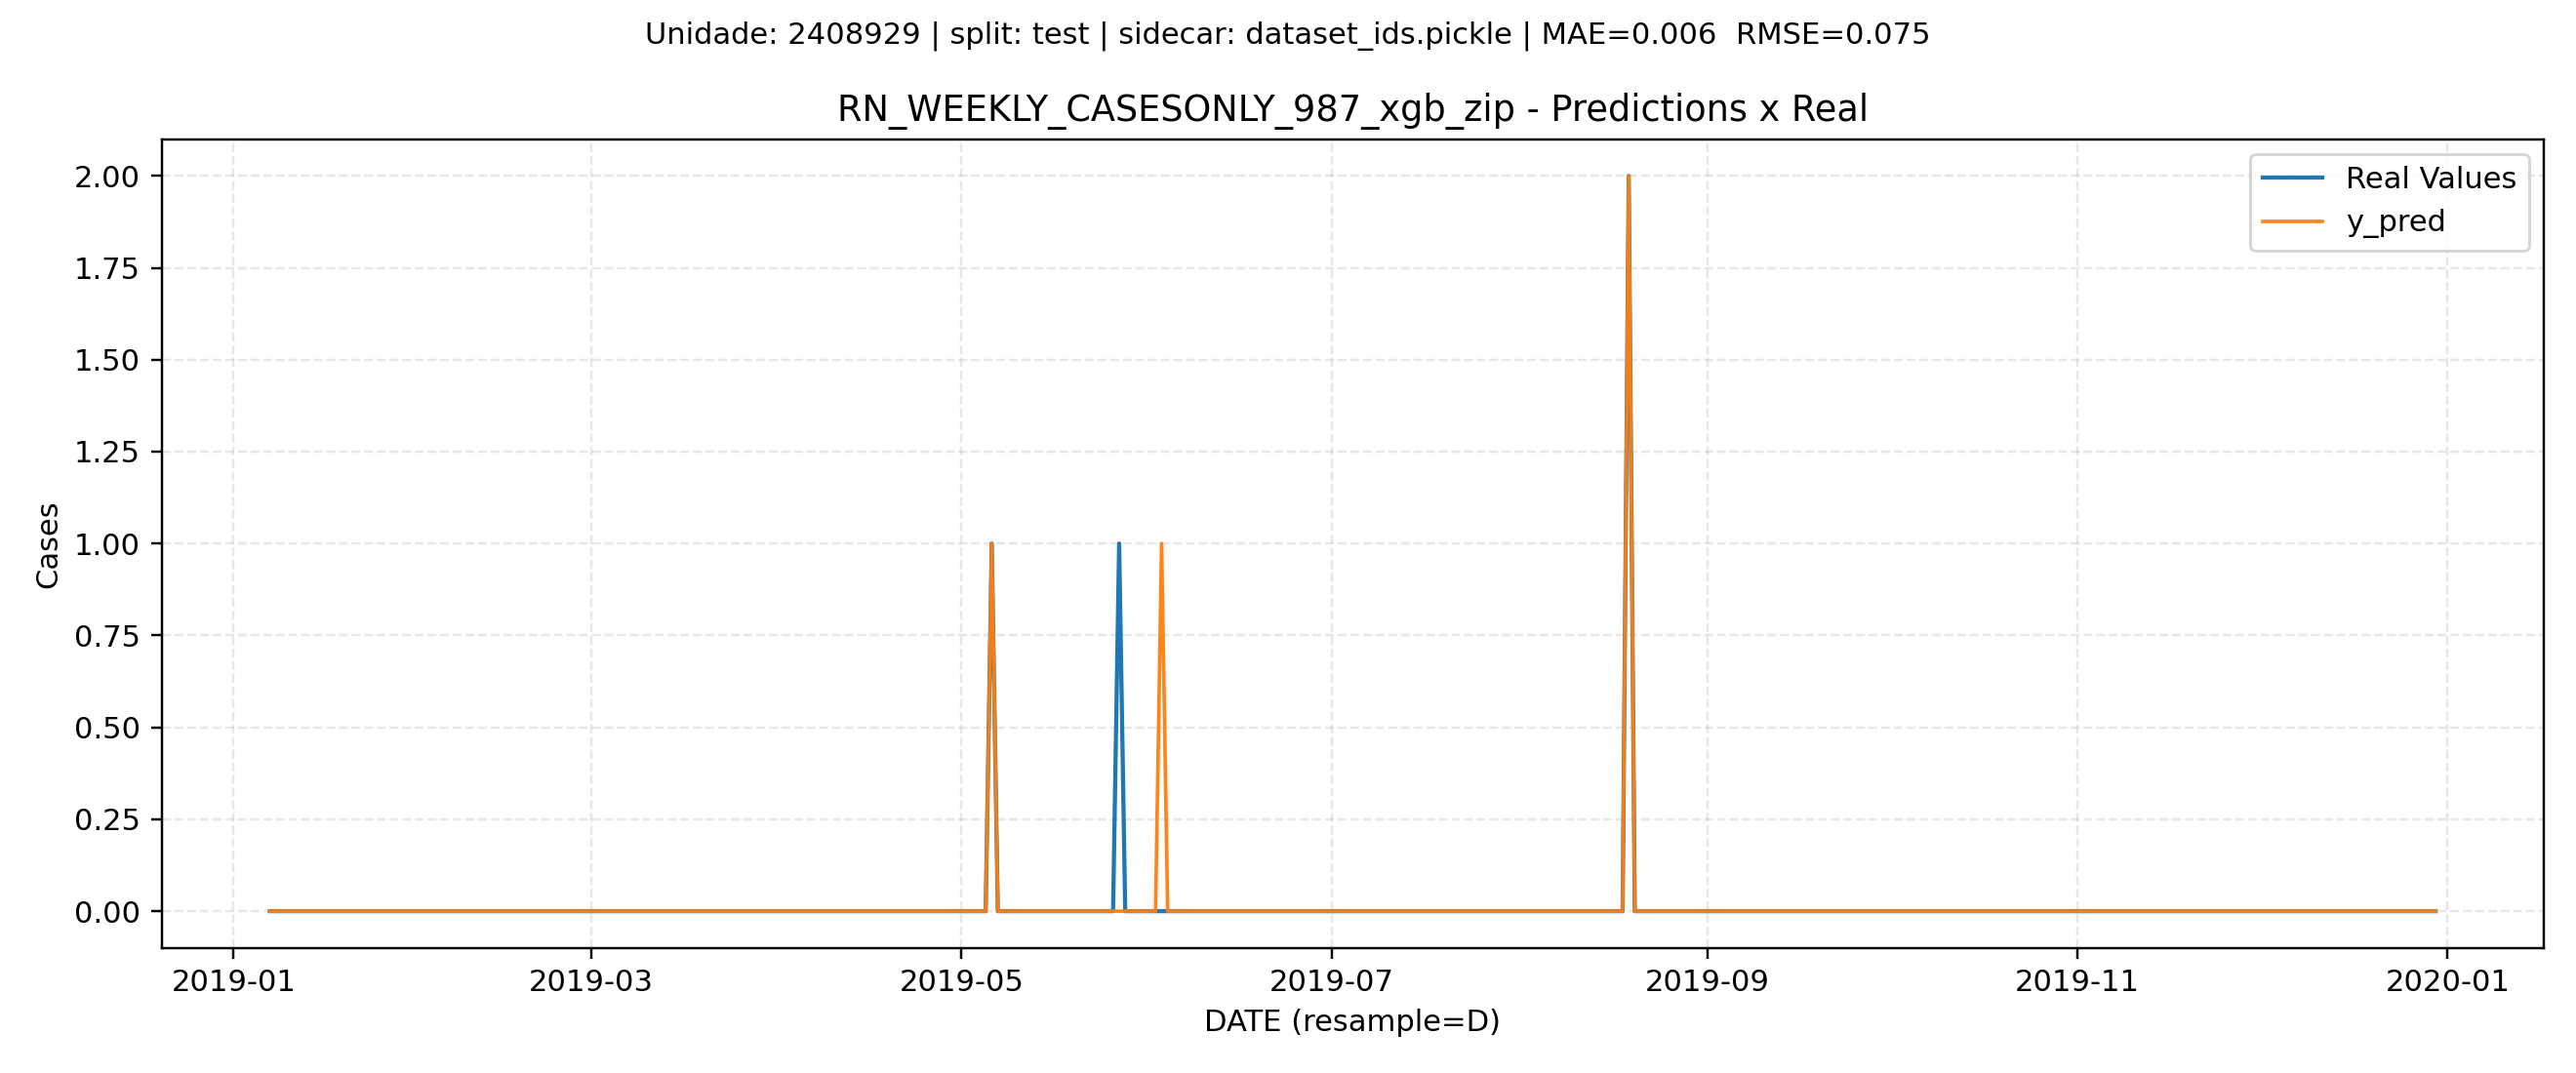 Unidade: 2408929 | split: test | sidecar: dataset_ids.pickle | MAE=0.006  RMSE=0.075
RN_WEEKLY_CASESONLY_987_xgb_zip - Predictions x Real
Real Values
y_pred
2.00
1.75
1.50
1.25
1.00
0.75
0.50
0.25
0.00
Cases
2019-01
2019-03
2019-05
2019-07
2019-09
2019-11
2020-01
DATE (resample=D)